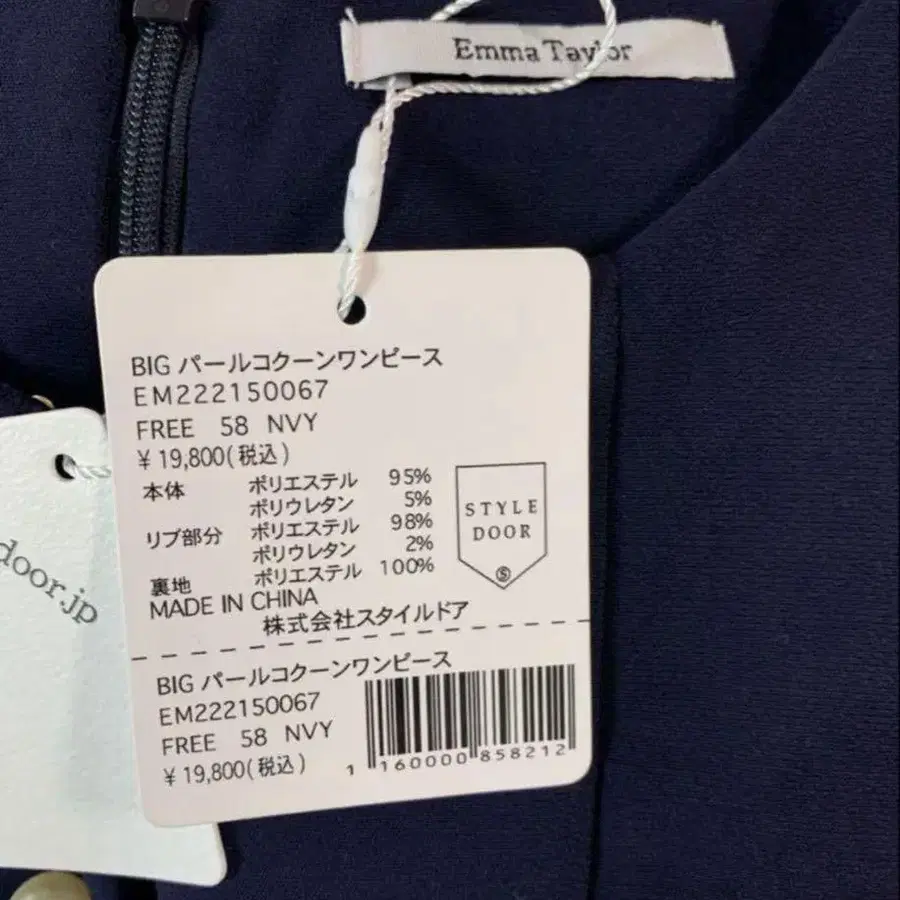 Emma Taylor
BIG パールコクーンワンピース
EM222150067
FREE 58 NVY
¥ 19,800(税込)
本体 ポリエステル 95%
ポリウレタン 5%
リブ部分 ポリエステル 98%
ポリウレタン 2%
裏地 ポリエステル 100%
MADE IN CHINA
株式会社スタイルドア
STYLE
DOOR
S
door.jp
BIG パールコクーンワンピース
EM222150067
FREE 58 NVY
¥ 19,800(税込)
1 160000 858212